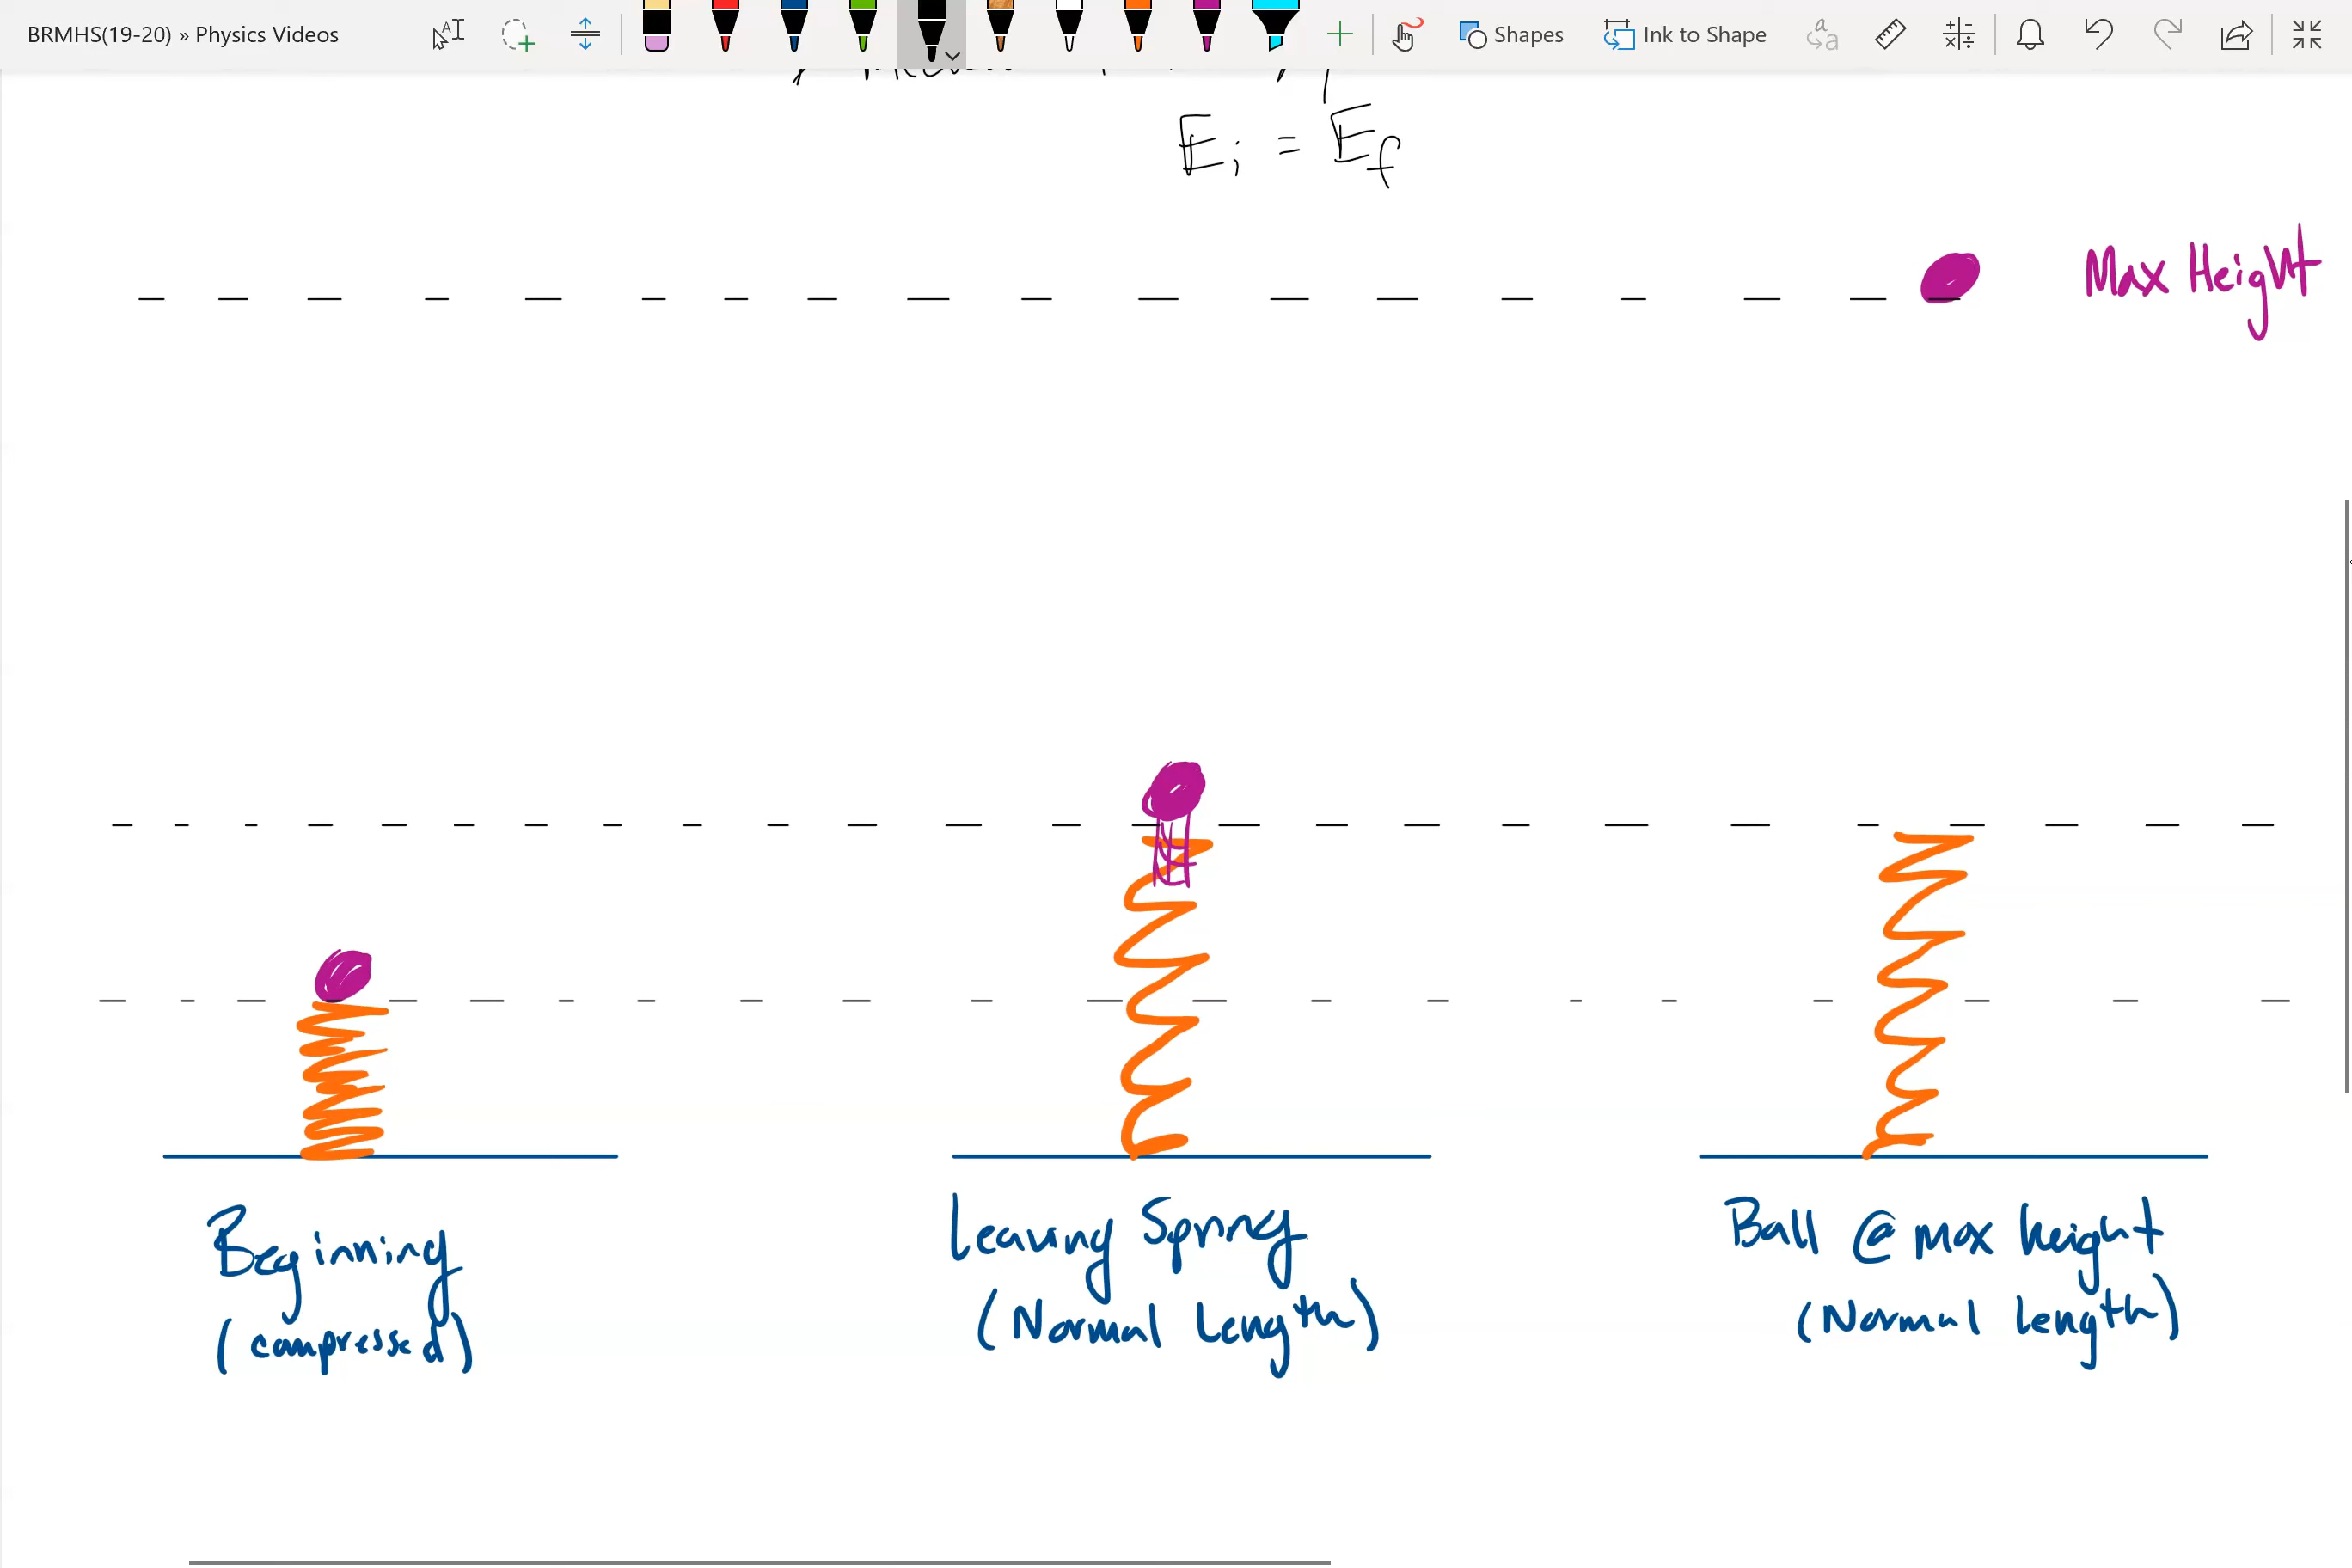 BRMHS(19-20) » Physics Videos Shapes Ink to Shape
Ei = Ef
Max Height
Beginning
(compressed)
Leaving Spring
(Normal Length)
Ball @ max height
(Normal Length)